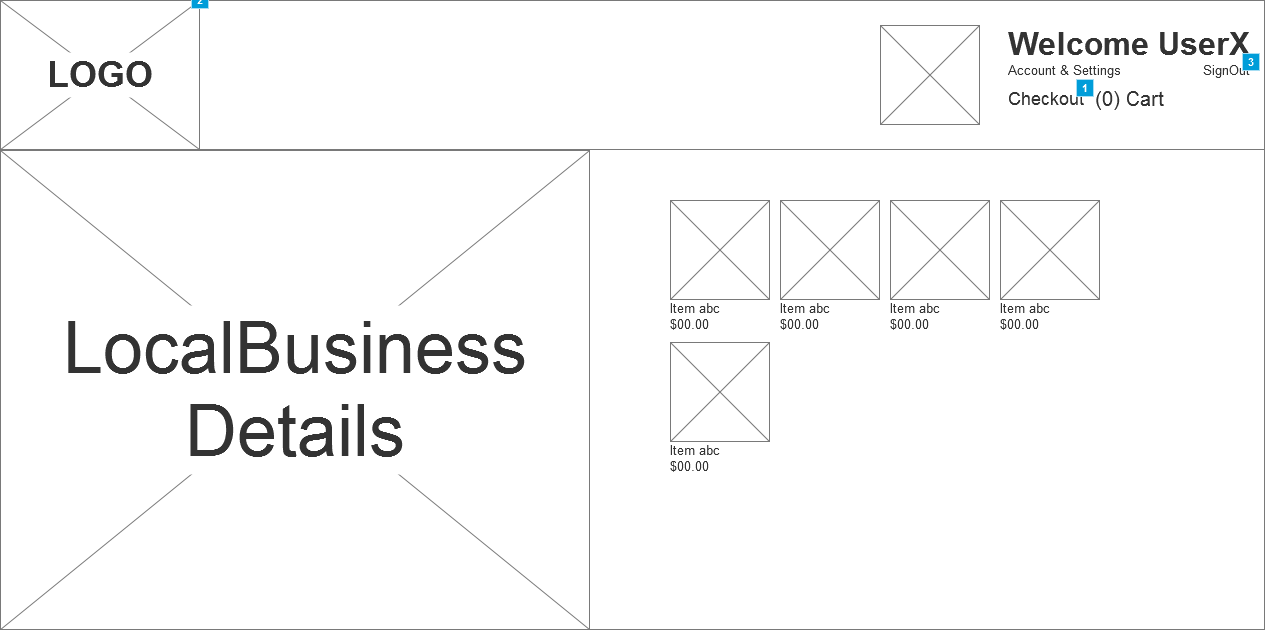 2
LOGO
Welcome UserX
3
Account & Settings SignOut
1
Checkout (0) Cart
LocalBusiness
Details
Item abc Item abc Item abc Item abc
$00.00 $00.00 $00.00 $00.00
Item abc
$00.00